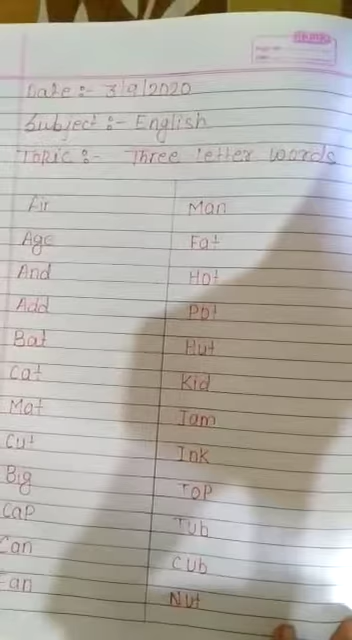 Date :- 3/9/2020
Subject :- English
Topic :- Three letter words
Air
Age
And
Add
Bat
Cat
Mat
Cut
Big
Cap
Can
Man
Fat
Hot
Pot
Hut
Kid
Jam
Ink
Top
Tub
Cub
Nut